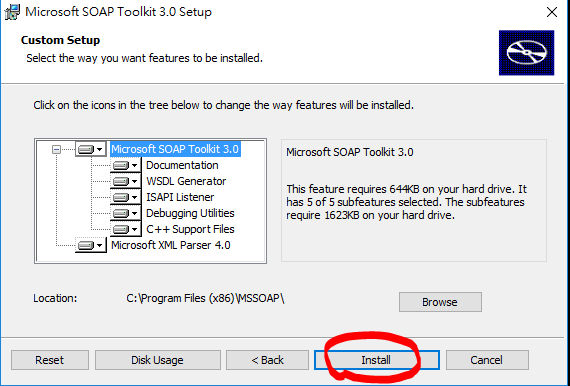 Microsoft SOAP Toolkit 3.0 Setup
Custom Setup
Select the way you want features to be installed.
Click on the icons in the tree below to change the way features will be installed.
Microsoft SOAP Toolkit 3.0
Documentation
WSDL Generator
ISAPI Listener
Debugging Utilities
C++ Support Files
Microsoft XML Parser 4.0
Microsoft SOAP Toolkit 3.0
This feature requires 644KB on your hard drive. It
has 5 of 5 subfeatures selected. The subfeatures
require 1623KB on your hard drive.
Location: C:\Program Files (x86)\MSSOAP\
Browse
Reset Disk Usage < Back Install Cancel